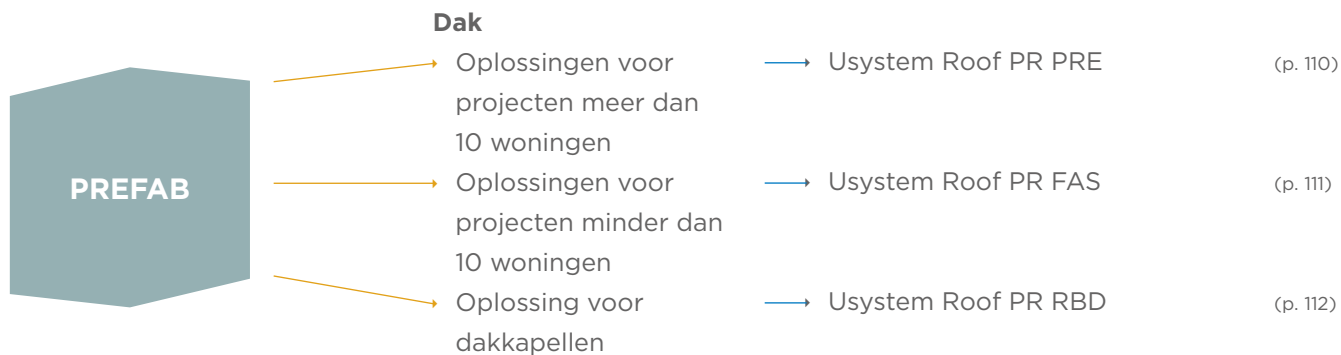 Dak
PREFAB
Oplossingen voor
projecten meer dan
10 woningen
Usystem Roof PR PRE
(p. 110)
Oplossingen voor
projecten minder dan
10 woningen
Usystem Roof PR FAS
(p. 111)
Oplossing voor
dakkapellen
Usystem Roof PR RBD
(p. 112)